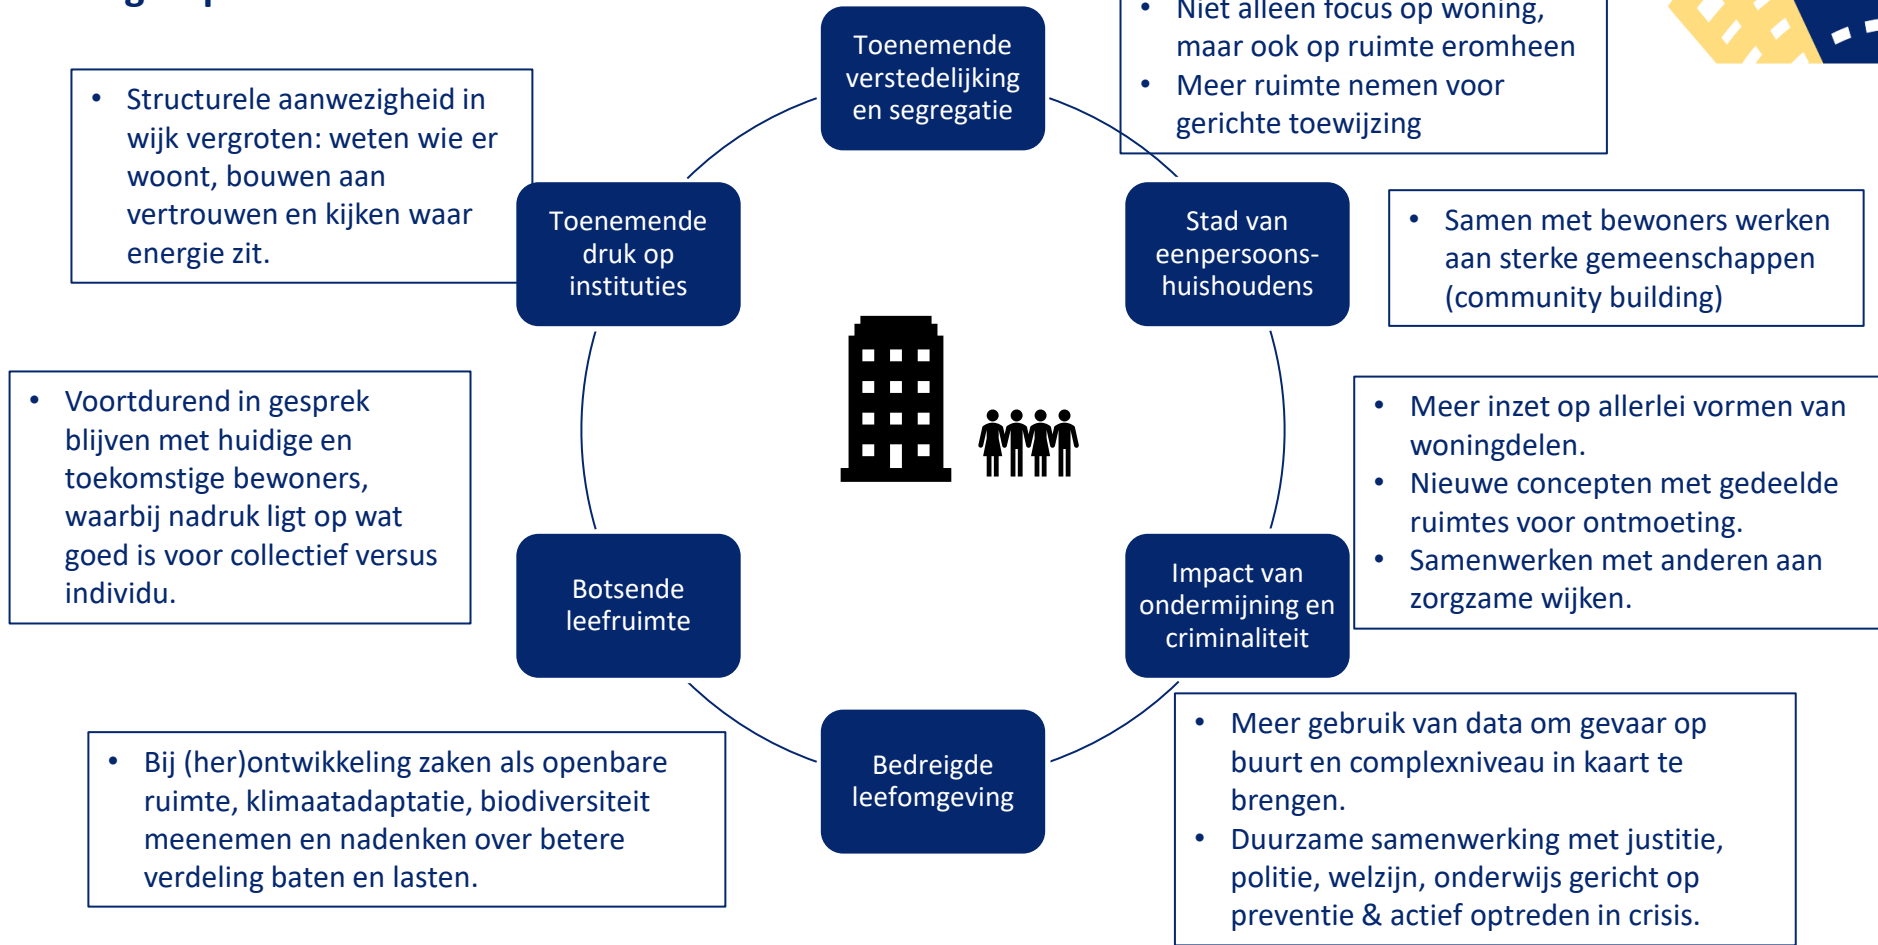 Toenemende
verstedelijking
en segregatie
• Niet alleen focus op woning,
maar ook op ruimte eromheen
• Meer ruimte nemen voor
gerichte toewijzing
• Structurele aanwezigheid in
wijk vergroten: weten wie er
woont, bouwen aan
vertrouwen en kijken waar
energie zit.
Toenemende
druk op
instituties
Stad van
eenpersoons-
huishoudens
• Samen met bewoners werken
aan sterke gemeenschappen
(community building)
• Voortdurend in gesprek
blijven met huidige en
toekomstige bewoners,
waarbij nadruk ligt op wat
goed is voor collectief versus
individu.
• Meer inzet op allerlei vormen van
woningdelen.
• Nieuwe concepten met gedeelde
ruimtes voor ontmoeting.
• Samenwerken met anderen aan
zorgzame wijken.
Botsende
leefruimte
Impact van
ondermijning en
criminaliteit
• Bij (her)ontwikkeling zaken als openbare
ruimte, klimaatadaptatie, biodiversiteit
meenemen en nadenken over betere
verdeling baten en lasten.
Bedreigde
leefomgeving
• Meer gebruik van data om gevaar op
buurt en complexniveau in kaart te
brengen.
• Duurzame samenwerking met justitie,
politie, welzijn, onderwijs gericht op
preventie & actief optreden in crisis.